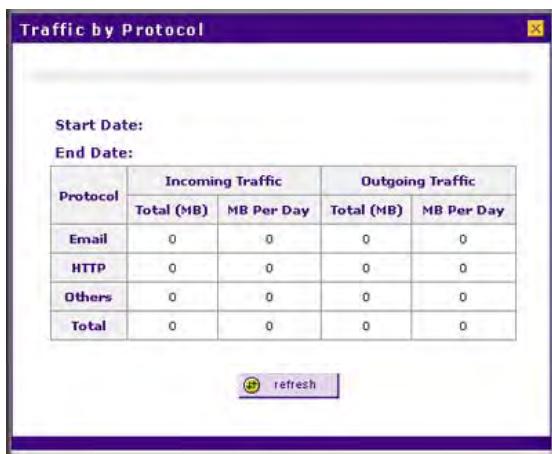 Traffic by Protocol
Start Date:
End Date:
Protocol Incoming Traffic Outgoing Traffic
Total (MB) MB Per Day Total (MB) MB Per Day
Email 0 0 0 0
HTTP 0 0 0 0
Others 0 0 0 0
Total 0 0 0 0
refresh